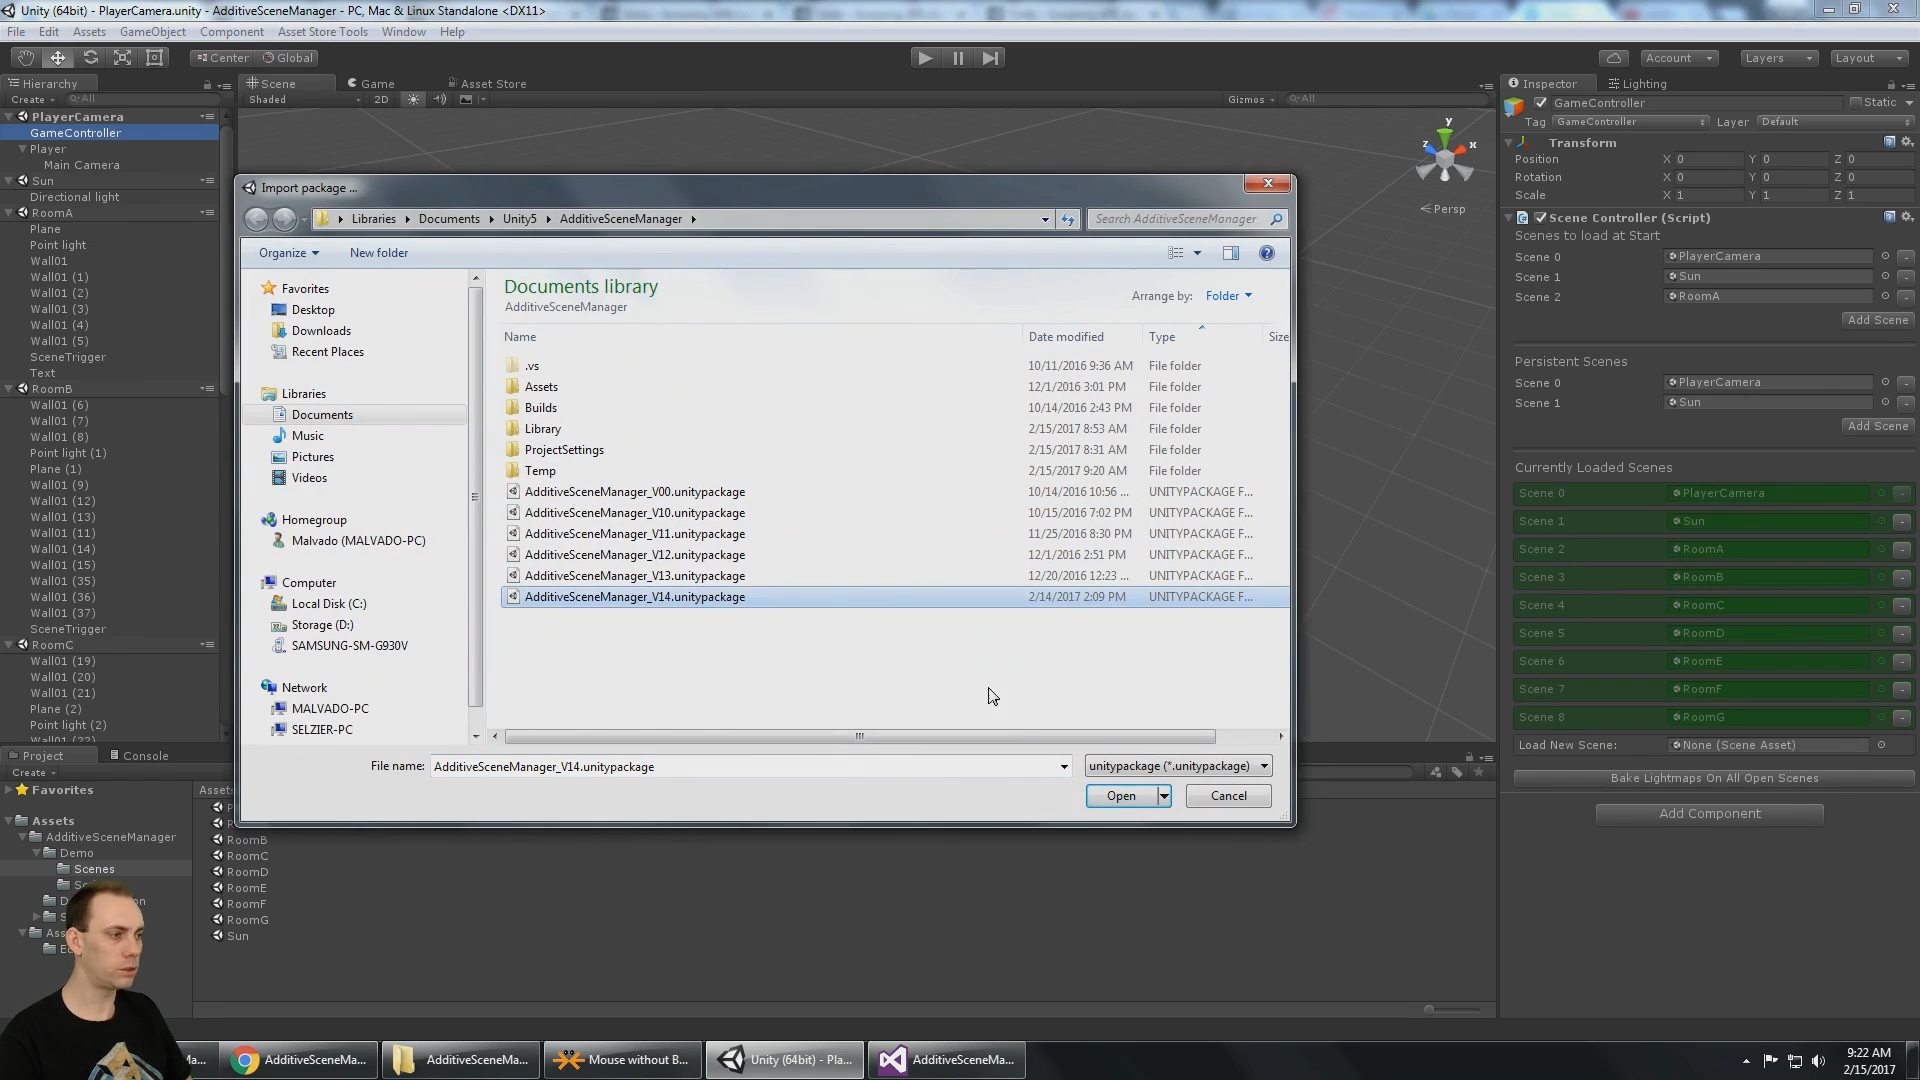 Unity (64bit) - PlayerCamera.unity - AdditiveSceneManager - PC, Mac & Linux Standalone <DX11>
File Edit Assets GameObject Component Asset Store Tools Window Help
Center Global Account Layers Layout
Hierarchy
Create All
PlayerCamera
GameController
Player
Main Camera
Sun
Directional light
RoomA
Plane
Point light
Wall01
Wall01 (1)
Wall01 (2)
Wall01 (3)
Wall01 (4)
Wall01 (5)
SceneTrigger
Text
RoomB
Wall01 (6)
Wall01 (7)
Wall01 (8)
Point light (1)
Plane (1)
Wall01 (9)
Wall01 (12)
Wall01 (13)
Wall01 (11)
Wall01 (14)
Wall01 (15)
Wall01 (35)
Wall01 (36)
Wall01 (37)
SceneTrigger
RoomC
Wall01 (19)
Wall01 (20)
Wall01 (21)
Plane (2)
Point light (2)
Scene Game Asset Store
Shaded 2D Gizmos All
y
z x
Persp
Import package ...
Libraries Documents Unity5 AdditiveSceneManager
Search AdditiveSceneManager
Organize New folder
Favorites
Desktop
Downloads
Recent Places
Libraries
Documents
Music
Pictures
Videos
Homegroup
Malvado (MALVADO-PC)
Computer
Local Disk (C:)
Storage (D:)
SAMSUNG-SM-G930V
Network
MALVADO-PC
SELZIER-PC
Documents library
AdditiveSceneManager
Arrange by: Folder
Name Date modified Type Size
.vs 10/11/2016 9:36 AM File folder
Assets 12/1/2016 3:01 PM File folder
Builds 10/14/2016 2:43 PM File folder
Library 2/15/2017 8:53 AM File folder
ProjectSettings 2/15/2017 8:31 AM File folder
Temp 2/15/2017 9:20 AM File folder
AdditiveSceneManager_V00.unitypackage 10/14/2016 10:56 ... UNITYPACKAGE F...
AdditiveSceneManager_V10.unitypackage 10/15/2016 7:02 PM UNITYPACKAGE F...
AdditiveSceneManager_V11.unitypackage 11/25/2016 8:30 PM UNITYPACKAGE F...
AdditiveSceneManager_V12.unitypackage 12/1/2016 2:51 PM UNITYPACKAGE F...
AdditiveSceneManager_V13.unitypackage 12/20/2016 12:23 ... UNITYPACKAGE F...
AdditiveSceneManager_V14.unitypackage 2/14/2017 2:09 PM UNITYPACKAGE F...
File name: AdditiveSceneManager_V14.unitypackage unitypackage (*.unitypackage)
Open Cancel
Inspector Lighting
GameController Static
Tag GameController Layer Default
Transform
Position X 0 Y 0 Z 0
Rotation X 0 Y 0 Z 0
Scale X 1 Y 1 Z 1
Scene Controller (Script)
Scenes to load at Start
Scene 0 PlayerCamera -
Scene 1 Sun -
Scene 2 RoomA -
Add Scene
Persistent Scenes
Scene 0 PlayerCamera -
Scene 1 Sun -
Add Scene
Currently Loaded Scenes
Scene 0 PlayerCamera -
Scene 1 Sun -
Scene 2 RoomA -
Scene 3 RoomB -
Scene 4 RoomC -
Scene 5 RoomD -
Scene 6 RoomE -
Scene 7 RoomF -
Scene 8 RoomG -
Load New Scene: None (Scene Asset)
Bake Lightmaps On All Open Scenes
Add Component
Project Console
Create
Favorites
Assets
AdditiveSceneManager
Demo
Scenes
Assets
RoomB
RoomC
RoomD
RoomE
RoomF
RoomG
Sun
Ma... AdditiveSceneMa... AdditiveSceneMa... Mouse without B... Unity (64bit) - Pla... AdditiveSceneMa...
9:22 AM
2/15/2017